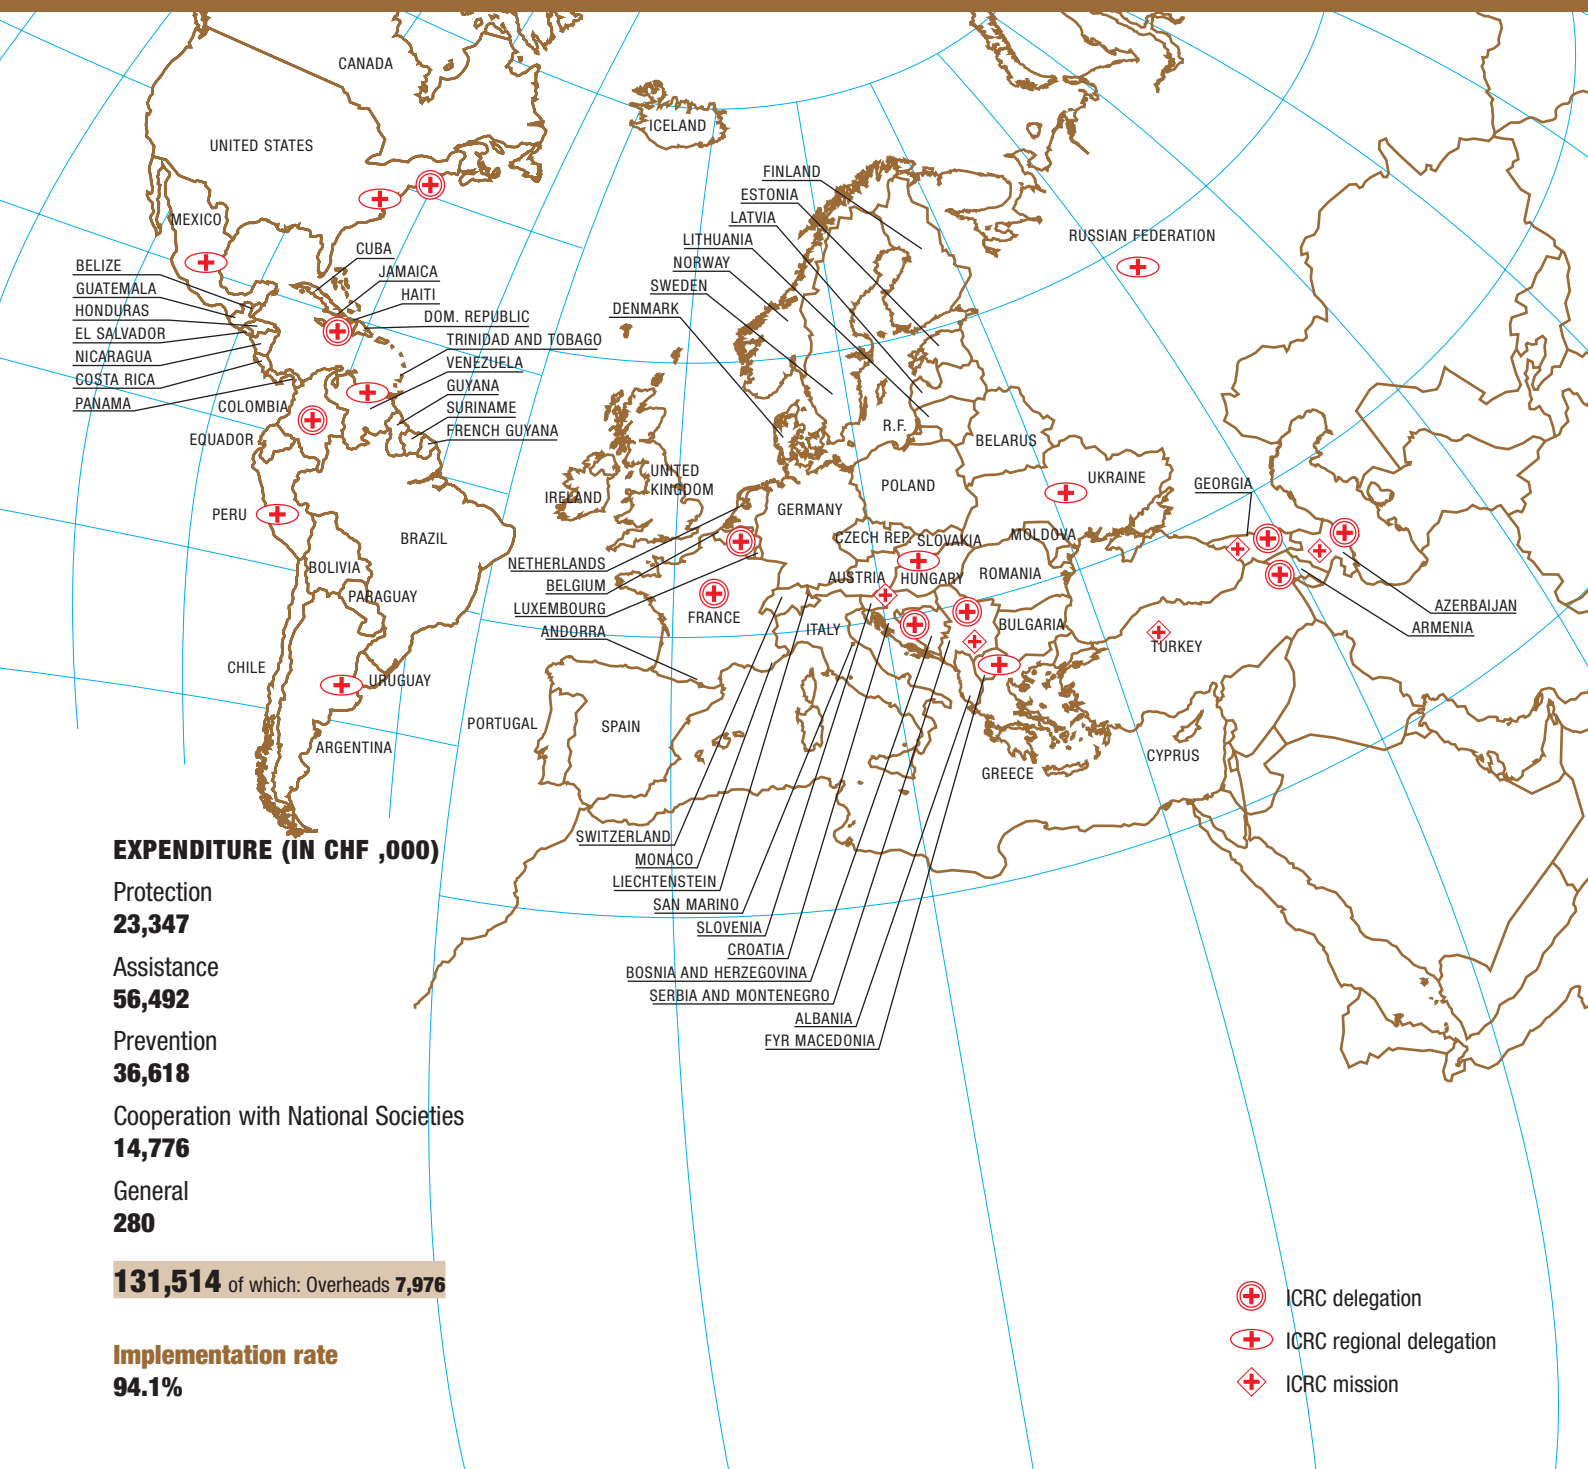 CANADA
ICELAND
UNITED STATES
FINLAND
ESTONIA
LATVIA
MEXICO
LITHUANIA
RUSSIAN FEDERATION
CUBA
NORWAY
BELIZE
JAMAICA
SWEDEN
GUATEMALA
HAITI
DENMARK
HONDURAS
DOM. REPUBLIC
EL SALVADOR
TRINIDAD AND TOBAGO
NICARAGUA
VENEZUELA
COSTA RICA
GUYANA
PANAMA
COLOMBIA
SURINAME
FRENCH GUYANA
R.F.
EQUADOR
BELARUS
UNITED
KINGDOM
IRELAND
POLAND
UKRAINE
GEORGIA
GERMANY
PERU
BRAZIL
CZECH REP.
SLOVAKIA
MOLDOVA
NETHERLANDS
BOLIVIA
BELGIUM
AUSTRIA
HUNGARY
ROMANIA
PARAGUAY
LUXEMBOURG
FRANCE
AZERBAIJAN
ANDORRA
ITALY
BULGARIA
ARMENIA
TURKEY
CHILE
URUGUAY
PORTUGAL
SPAIN
ARGENTINA
CYPRUS
GREECE
SWITZERLAND
MONACO
LIECHTENSTEIN
SAN MARINO
SLOVENIA
CROATIA
BOSNIA AND HERZEGOVINA
SERBIA AND MONTENEGRO
ALBANIA
FYR MACEDONIA
EXPENDITURE (IN CHF ,000)
Protection
23,347
Assistance
56,492
Prevention
36,618
Cooperation with National Societies
14,776
General
280
131,514 of which: Overheads 7,976
Implementation rate
94.1%
ICRC delegation
ICRC regional delegation
ICRC mission